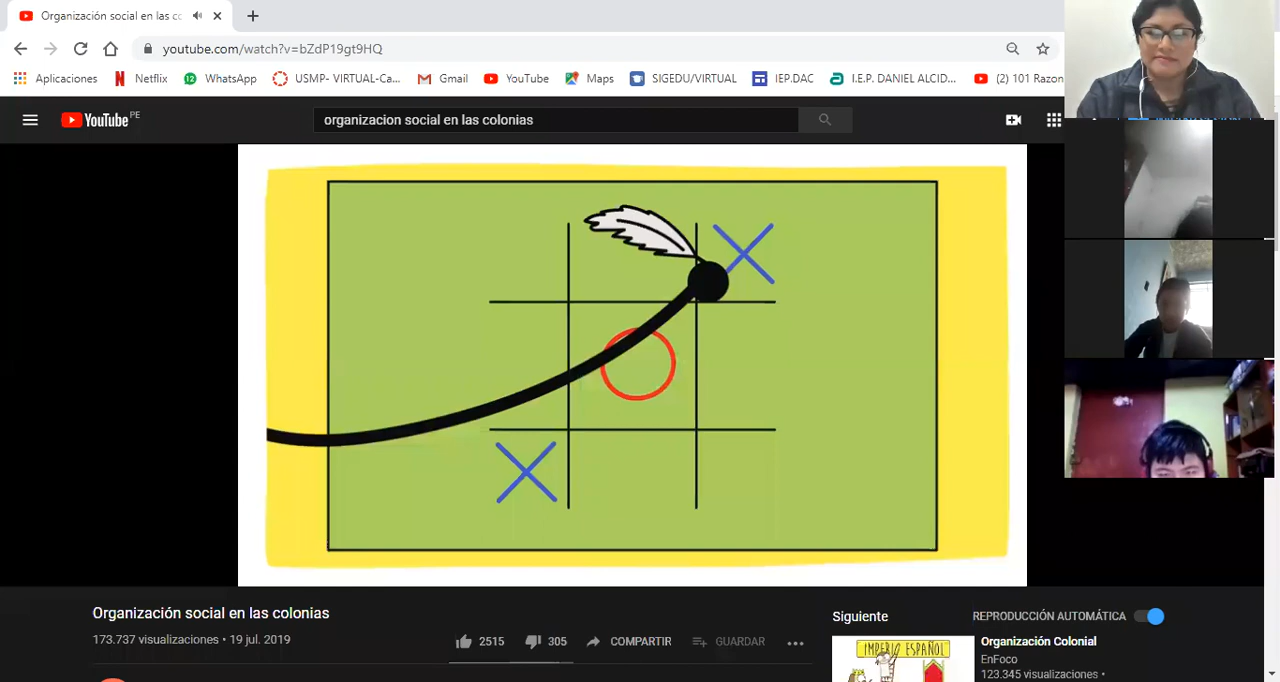 Organización social en las co
youtube.com/watch?v=bZdP19gt9HQ
Aplicaciones Netflix WhatsApp USMP- VIRTUAL-Ca... Gmail YouTube Maps SIGEDU/VIRTUAL IEP.DAC I.E.P. DANIEL ALCID... (2) 101 Razon
YouTube PE
organizacion social en las colonias
Organización social en las colonias
173.737 visualizaciones • 19 jul. 2019
2515 305 COMPARTIR GUARDAR
Siguiente
REPRODUCCIÓN AUTOMÁTICA
IMPERIO ESPAÑOL
Organización Colonial
EnFoco
123.345 visualizaciones •